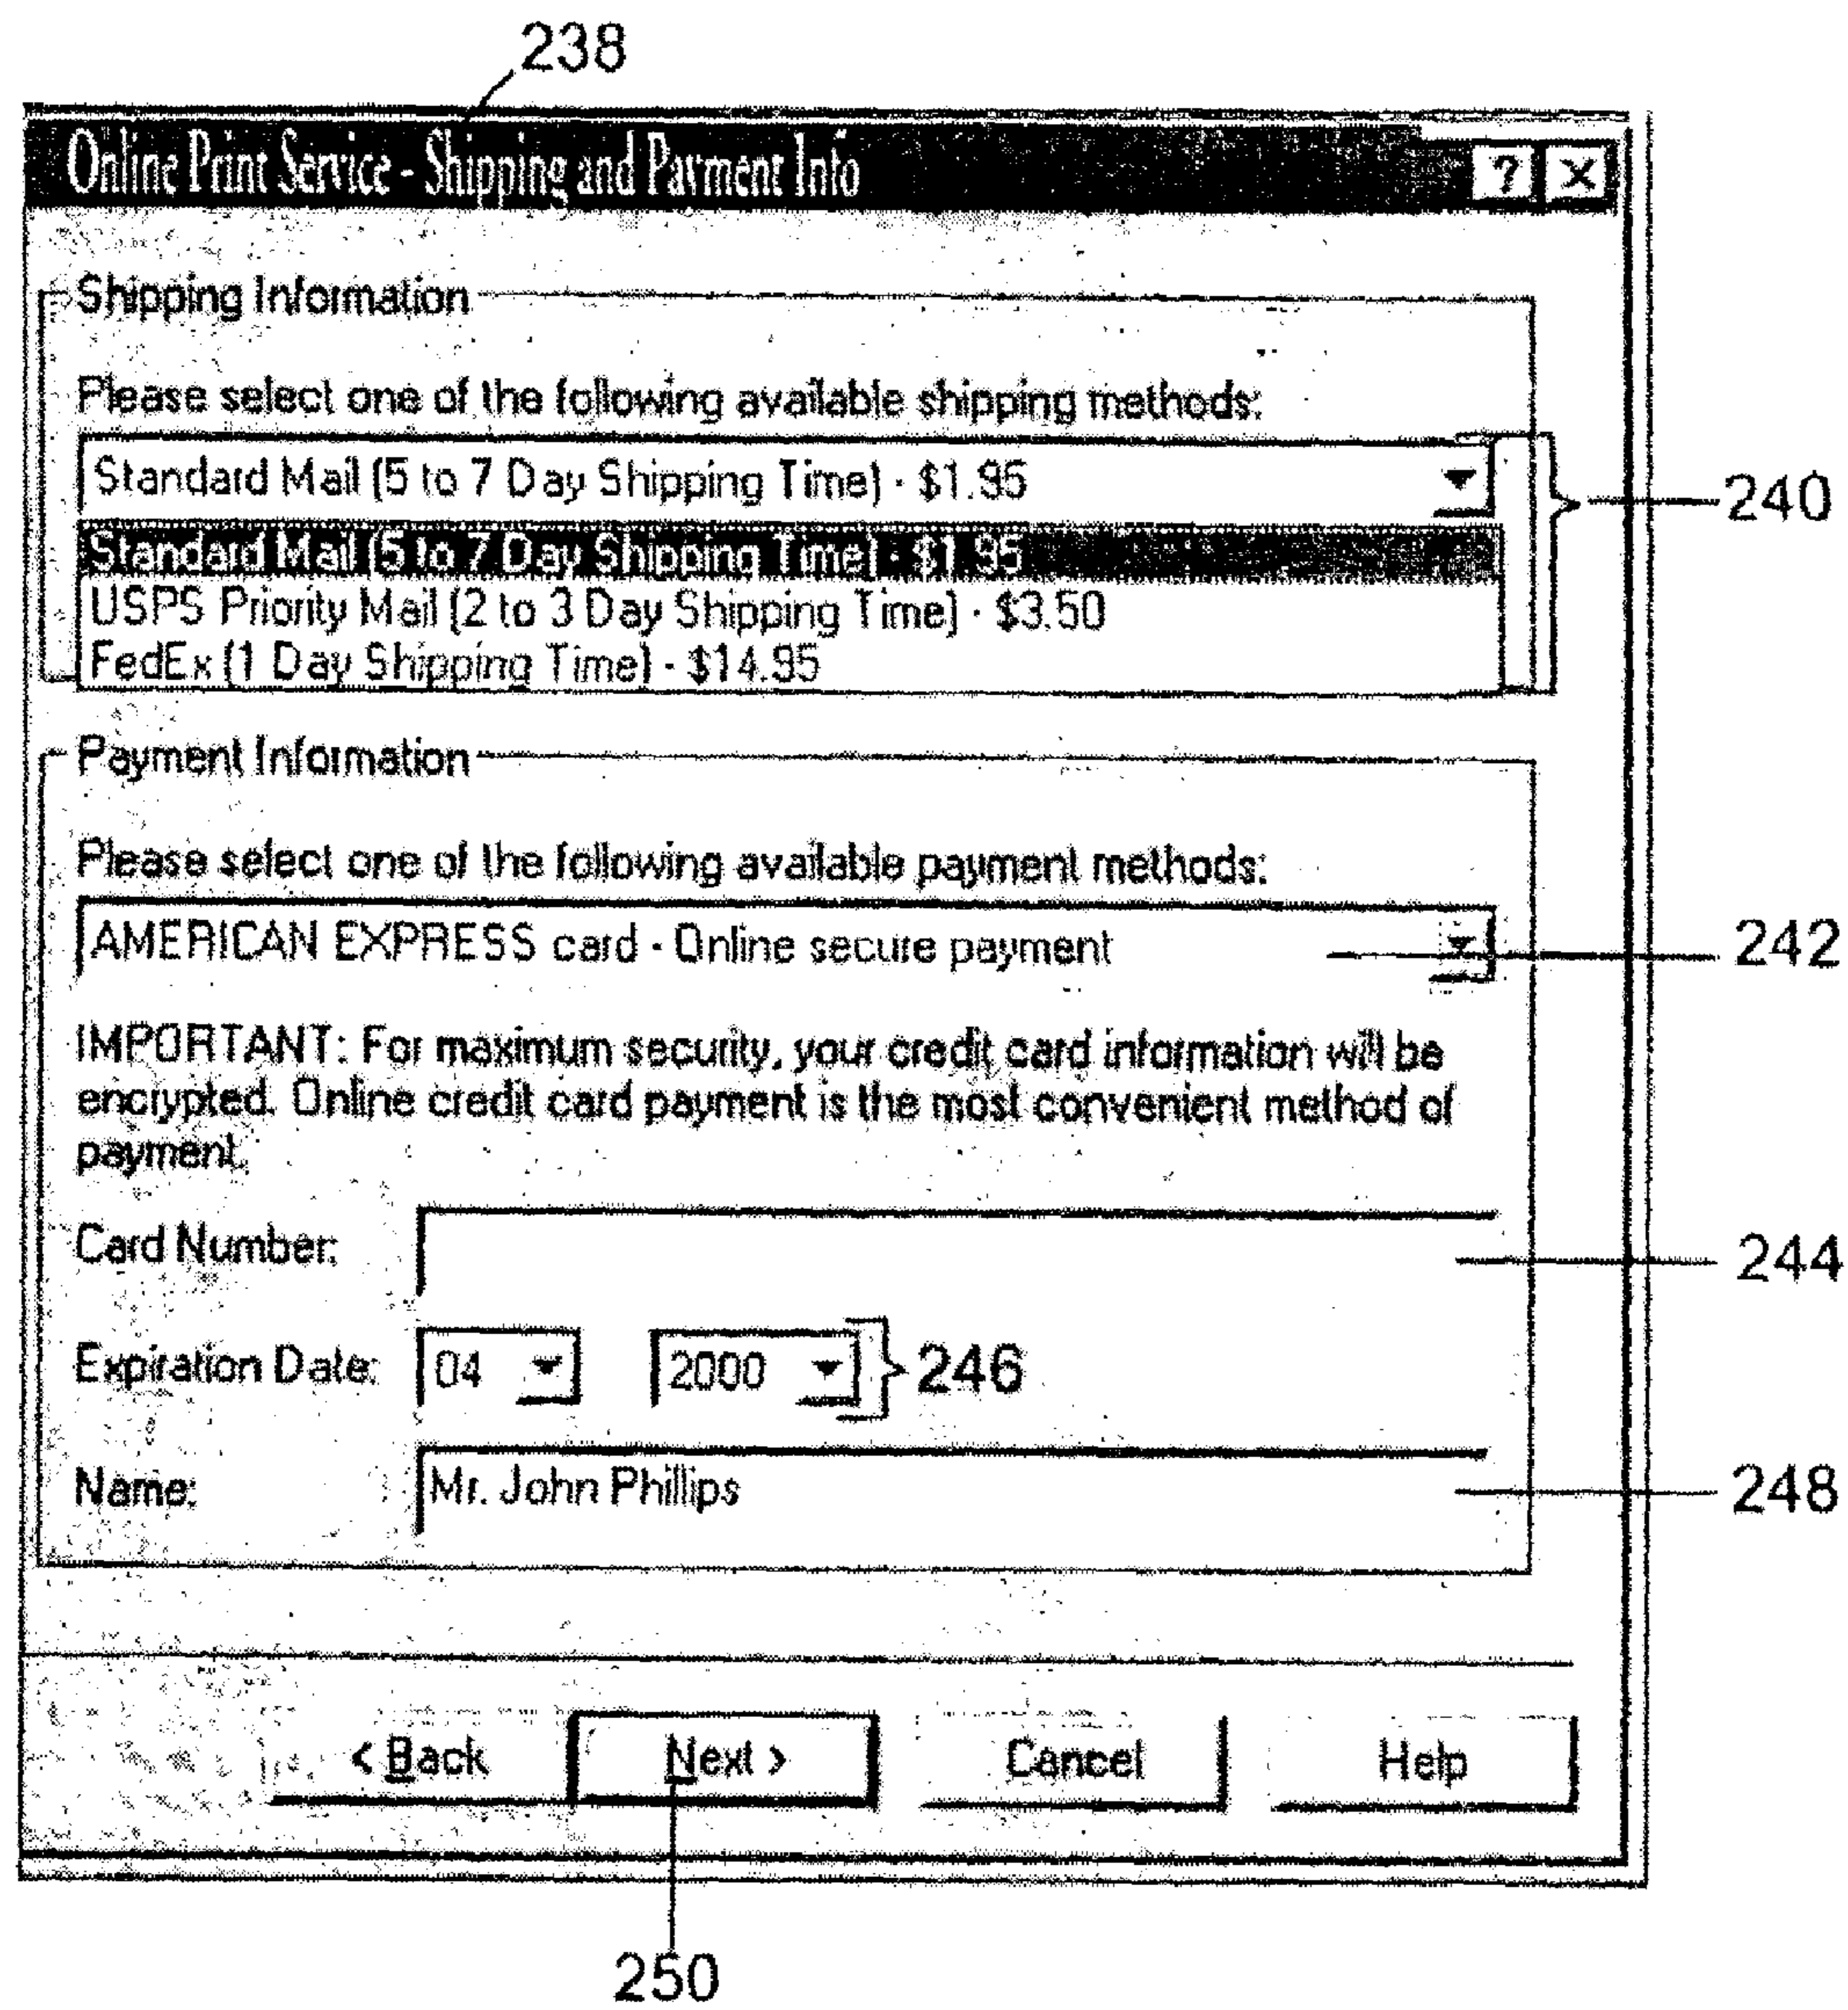 238
Online Print Service - Shipping and Payment Info ? X
Shipping Information
Please select one of the following available shipping methods:
Standard Mail (5 to 7 Day Shipping Time) - $1.95
240
Standard Mail (5 to 7 Day Shipping Time) - $1.95
USPS Priority Mail (2 to 3 Day Shipping Time) - $3.50
FedEx (1 Day Shipping Time) - $14.95
Payment Information
Please select one of the following available payment methods:
AMERICAN EXPRESS card - Online secure payment
242
IMPORTANT: For maximum security, your credit card information will be
encrypted. Online credit card payment is the most convenient method of
payment.
Card Number:
244
Expiration Date: 04 2000 246
Name: Mr. John Phillips
248
< Back Next > Cancel Help
250